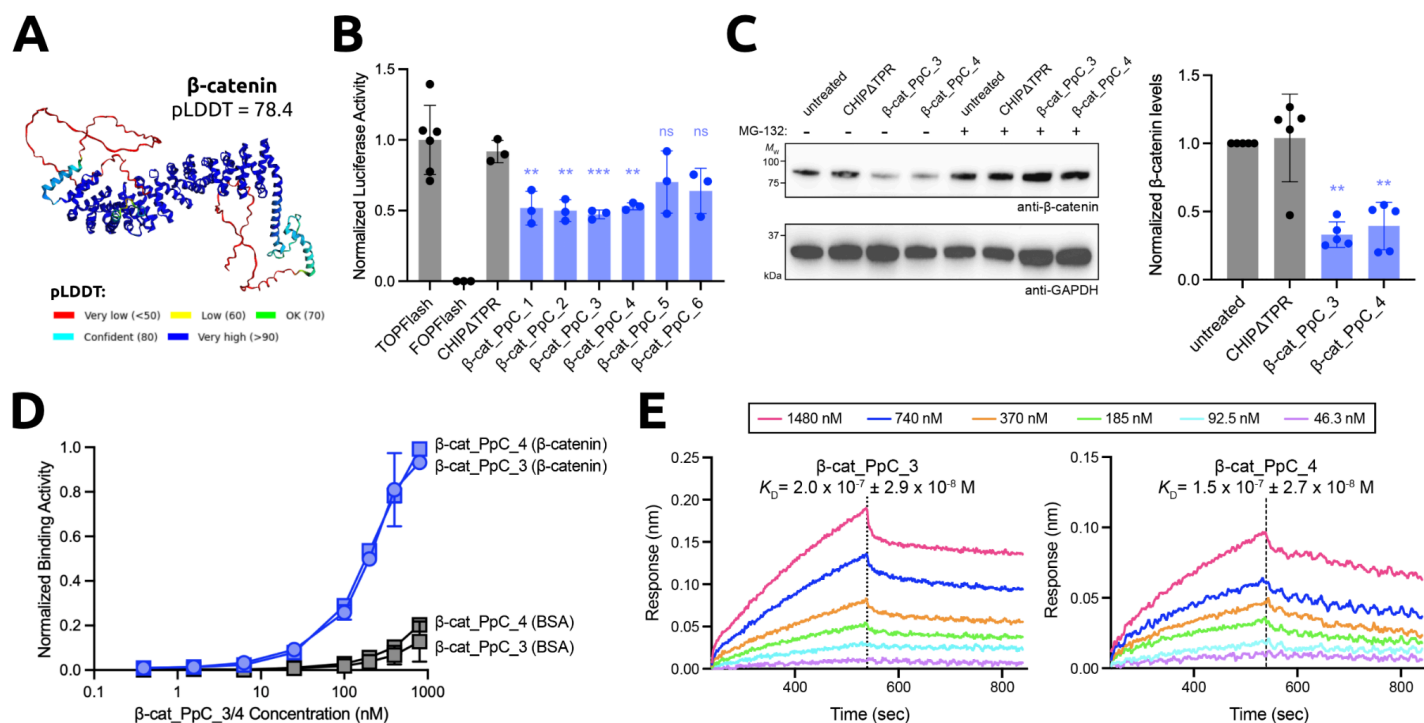 A
β-catenin
pLDDT = 78.4
pLDDT:
Very low (<50) Low (60) OK (70)
Confident (80) Very high (>90)
B
Normalized Luciferase Activity
1.5
1.0
0.5
0.0
** ** *** ** ns ns
TOPFlash
FOPFlash
CHIPΔTPR
β-cat_PpC_1
β-cat_PpC_2
β-cat_PpC_3
β-cat_PpC_4
β-cat_PpC_5
β-cat_PpC_6
C
untreated
CHIPΔTPR
β-cat_PpC_3
β-cat_PpC_4
untreated
CHIPΔTPR
β-cat_PpC_3
β-cat_PpC_4
MG-132: - - - - + + + +
Mw
100
75
anti-β-catenin
37
kDa
anti-GAPDH
Normalized β-catenin levels
1.5
1.0
0.5
0.0
** **
untreated
CHIPΔTPR
β-cat_PpC_3
β-cat_PpC_4
D
Normalized Binding Activity
1.0
0.8
0.6
0.4
0.2
0.0
β-cat_PpC_4 (β-catenin)
β-cat_PpC_3 (β-catenin)
β-cat_PpC_4 (BSA)
β-cat_PpC_3 (BSA)
0.1 1 10 100 1000
β-cat_PpC_3/4 Concentration (nM)
E
1480 nM 740 nM 370 nM 185 nM 92.5 nM 46.3 nM
β-cat_PpC_3
KD= 2.0 x 10⁻⁷ ± 2.9 x 10⁻⁸ M
Response (nm)
0.25
0.20
0.15
0.10
0.05
0.00
400 600 800
Time (sec)
β-cat_PpC_4
KD= 1.5 x 10⁻⁷ ± 2.7 x 10⁻⁸ M
Response (nm)
0.15
0.10
0.05
0.00
400 600 800
Time (sec)